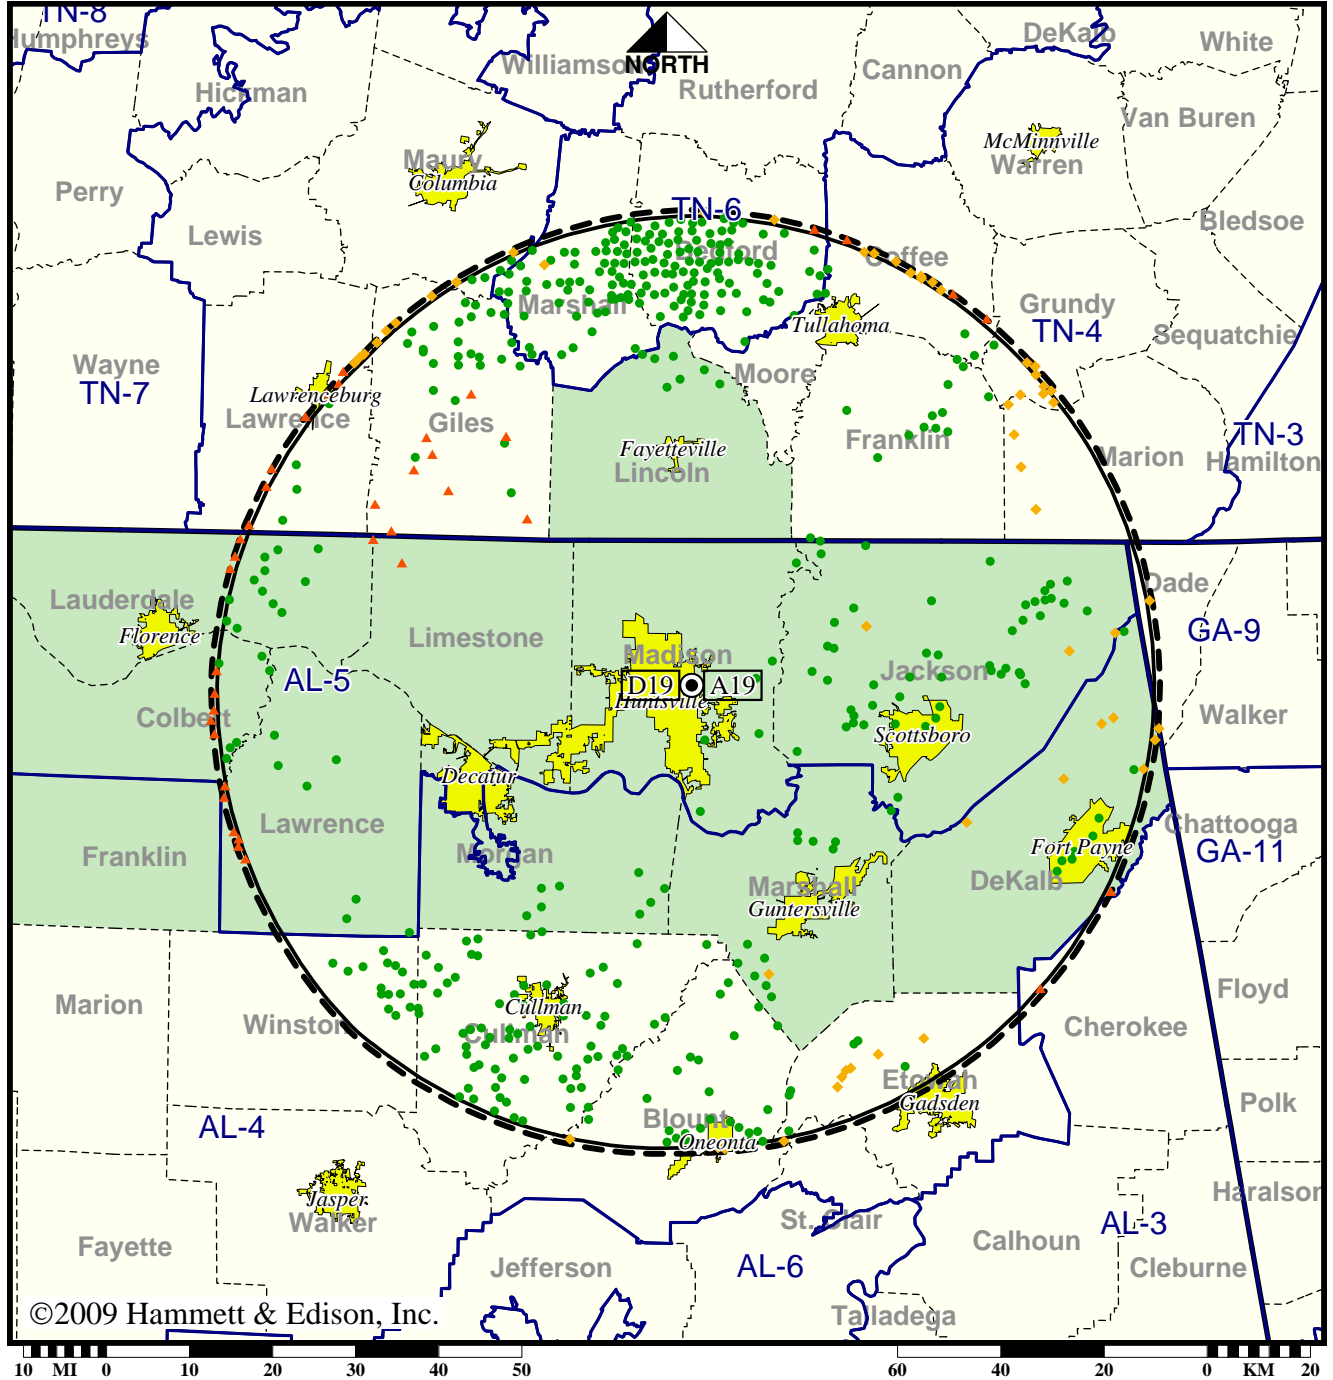 TN-8
Humphreys
Hickman
Williamson
NORTH
Rutherford
Cannon
DeKalb
White
Van Buren
McMinnville
Warren
Maury
Columbia
Perry
Lewis
TN-6
Bedford
Coffee
Bledsoe
Marshall
Tullahoma
Grundy
TN-4
Sequatchie
Wayne
TN-7
Moore
Lawrenceburg
Lawrence
Giles
Fayetteville
Lincoln
Franklin
Marion
TN-3
Hamilton
Lauderdale
Florence
Limestone
Madison
Dade
GA-9
AL-5
D19
A19
Huntsville
Jackson
Colbert
Scottsboro
Walker
Decatur
Lawrence
Franklin
Morgan
Marshall
Guntersville
Fort Payne
DeKalb
Chattooga
GA-11
Marion
Winston
Cullman
Cullman
Floyd
Cherokee
Etowah
Gadsden
Polk
AL-4
Blount
Oneonta
Jasper
Walker
Haralson
Fayette
St. Clair
AL-3
Calhoun
Jefferson
AL-6
Cleburne
Talladega
©2009 Hammett & Edison, Inc.
10 MI 0 10 20 30 40 50 60 40 20 0 KM 20